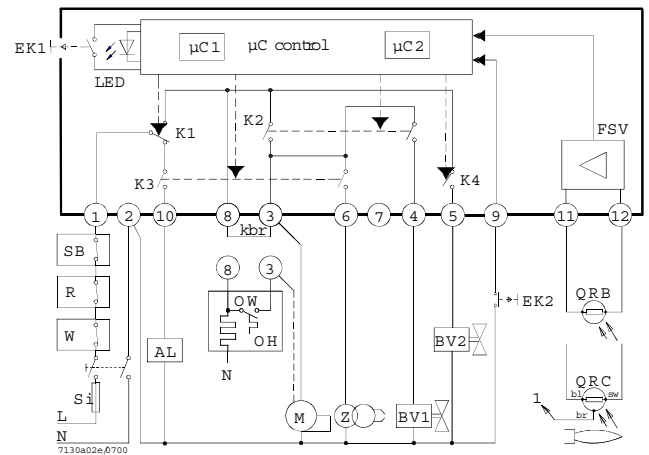 EK1
LED
µC1
µC control
µC2
FSV
K1
K2
K3
K4
1
2
10
8
3
6
7
4
5
9
11
12
kbr
SB
R
W
Si
L
N
7130a02e/0700
AL
8
3
OW
OH
N
M
Z
BV1
BV2
EK2
QRB
QRC
bl
sw
br
1